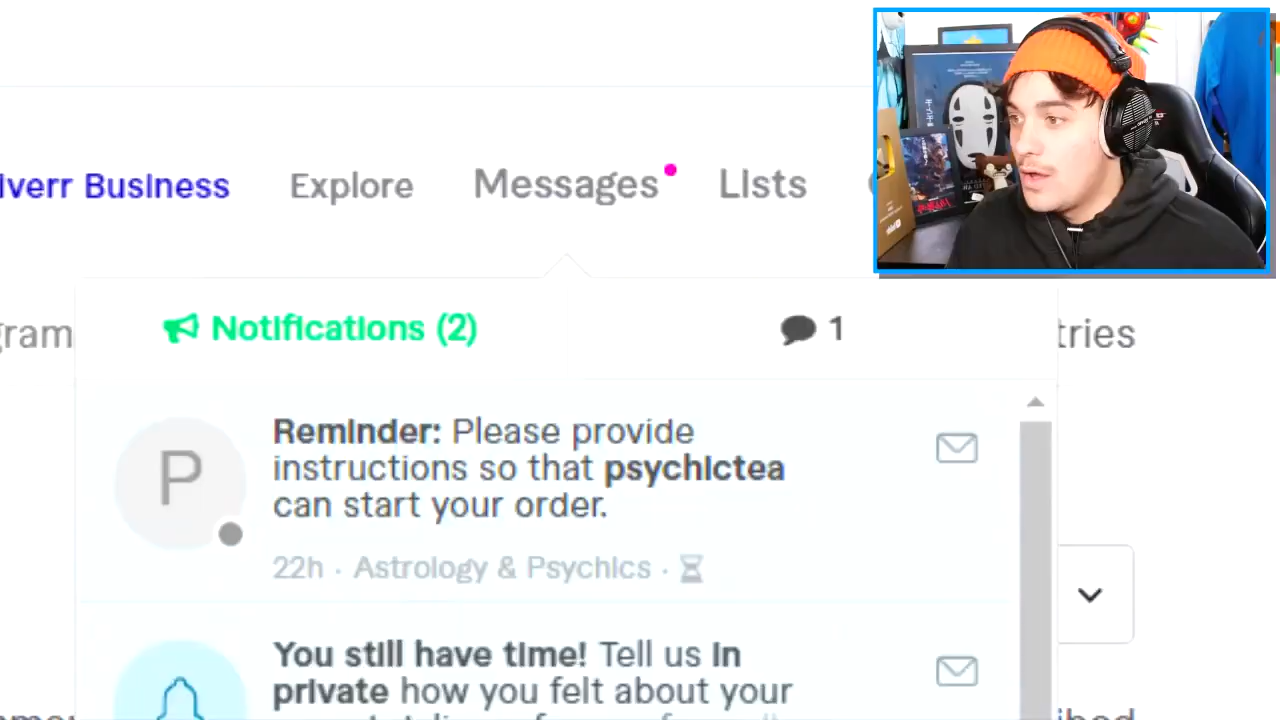 iverr Business Explore Messages Lists
Notifications (2) 1
gram tries
Reminder: Please provide
instructions so that psychictea
can start your order.
P
22h · Astrology & Psychics ·
You still have time! Tell us in
private how you felt about your